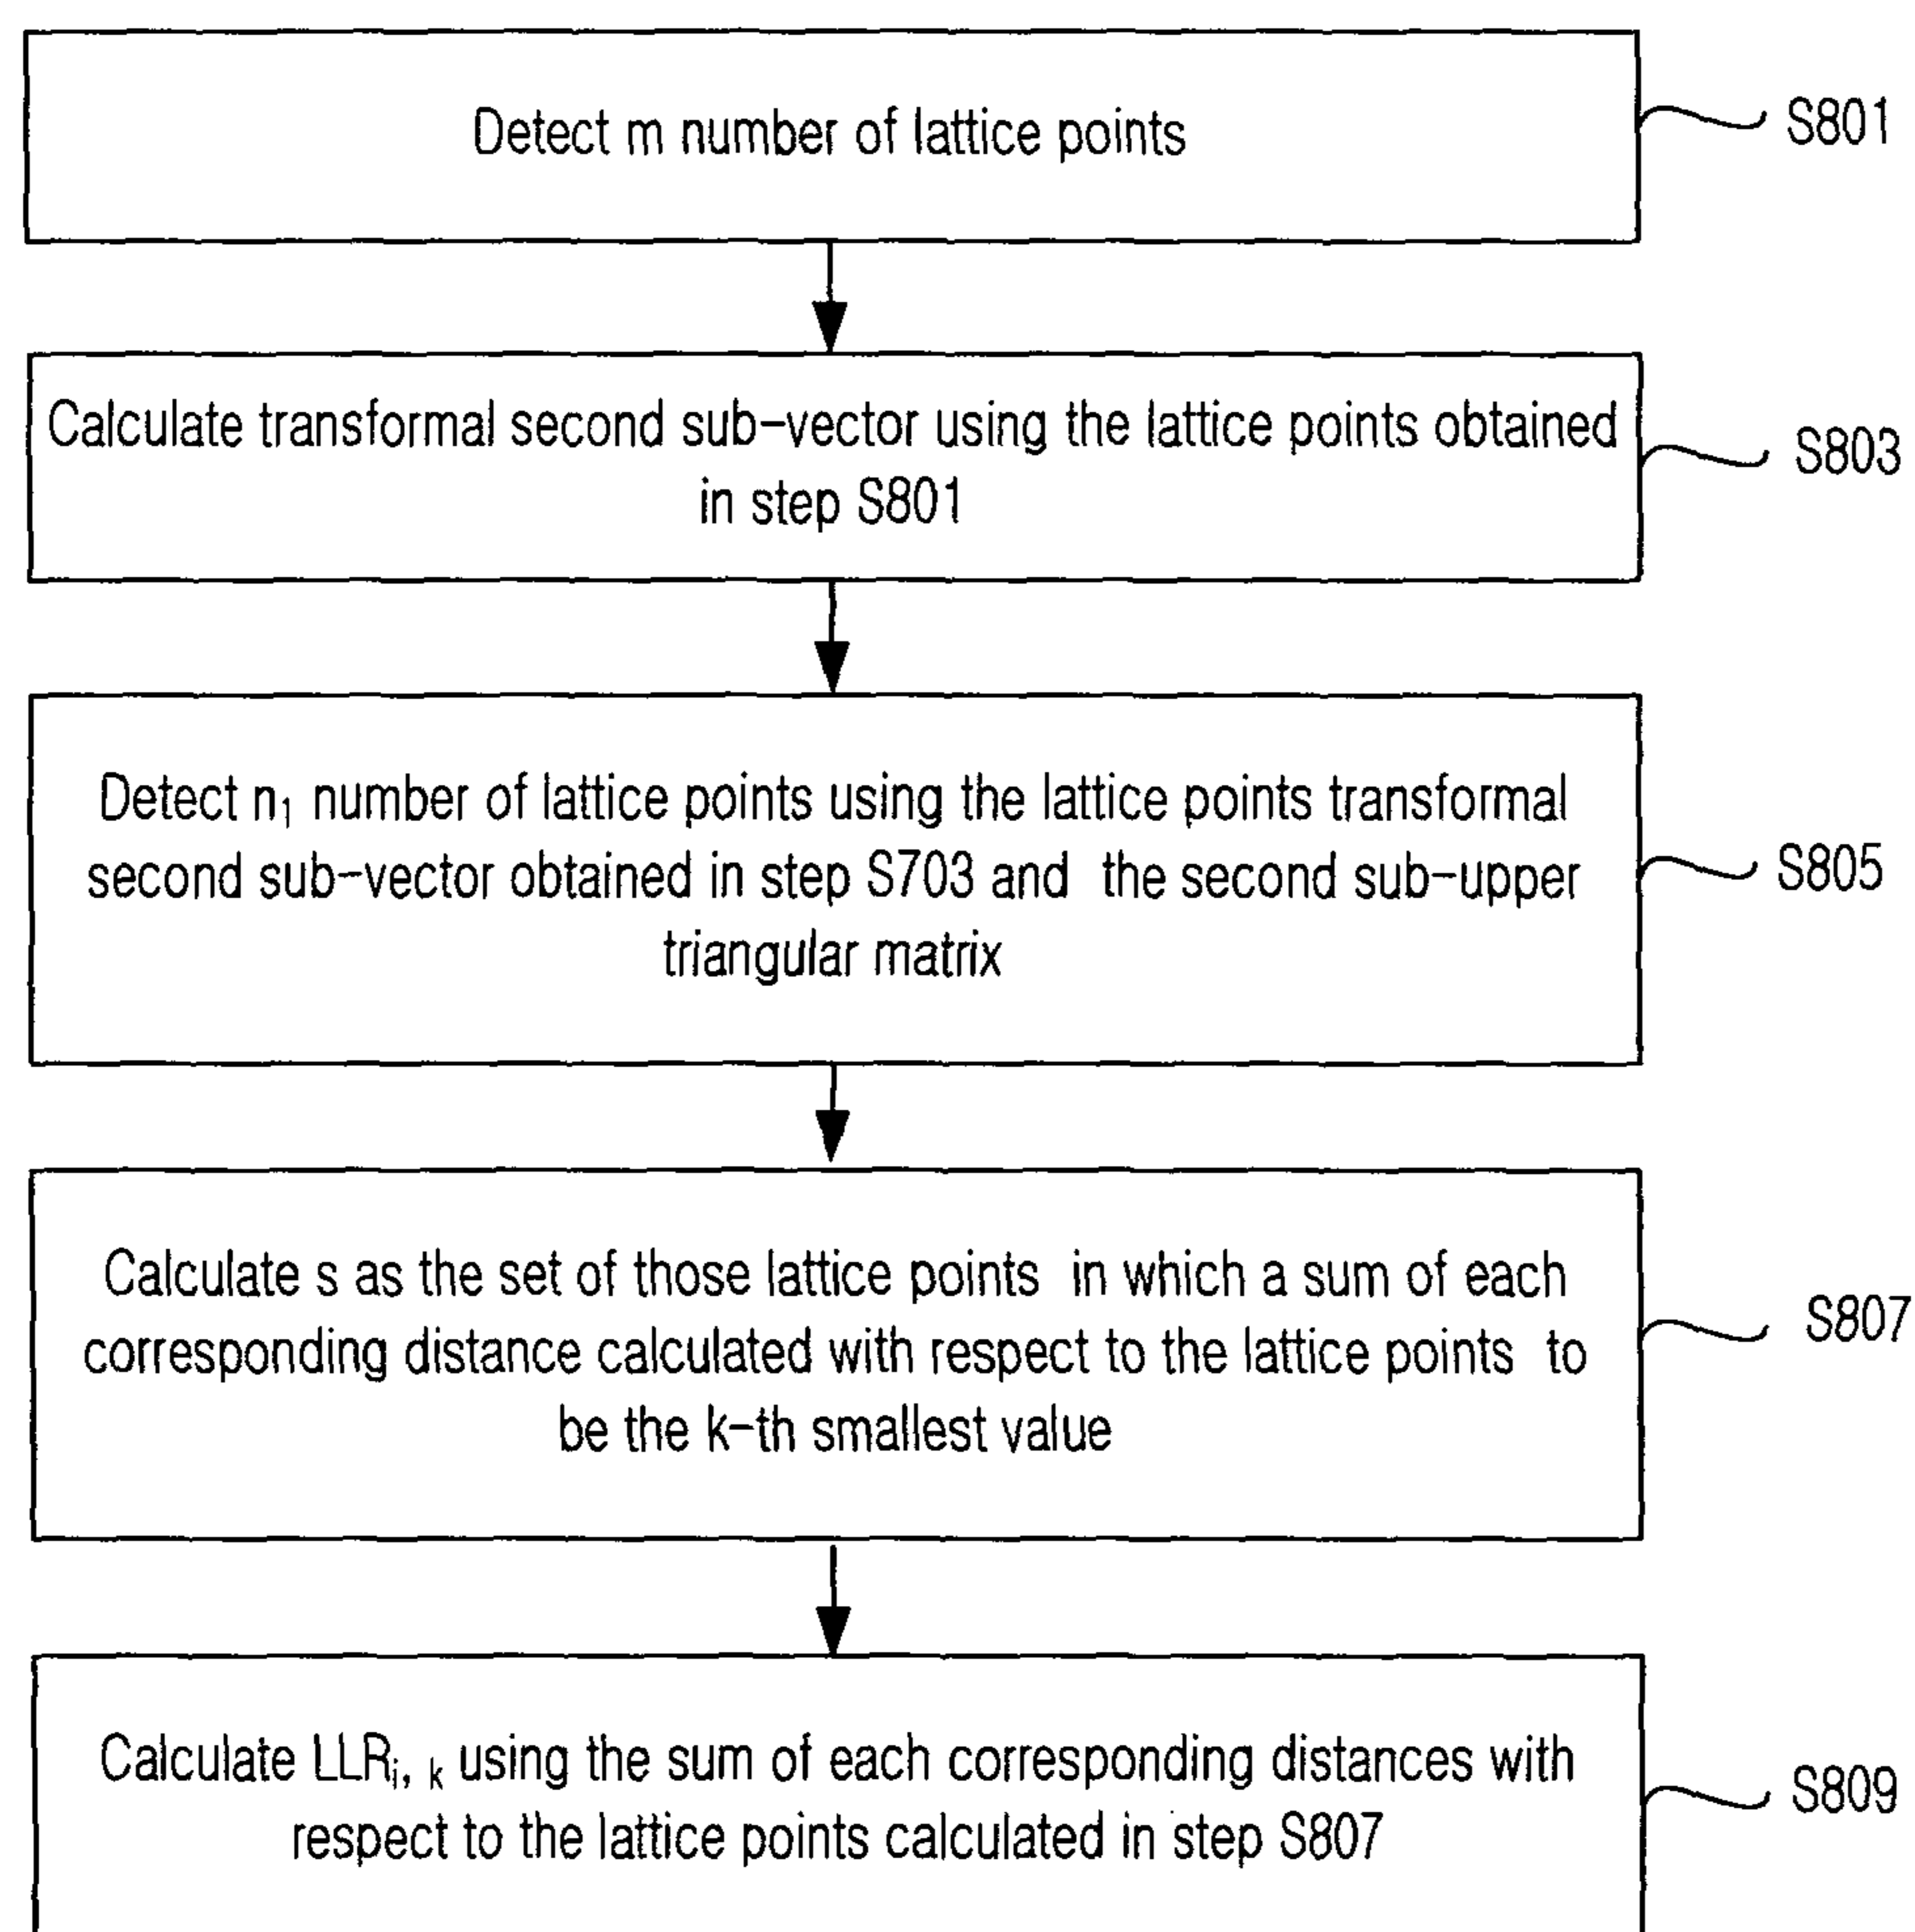 Detect m number of lattice points
S801
Calculate transformal second sub-vector using the lattice points obtained
in step S801
S803
Detect n₁ number of lattice points using the lattice points transformal
second sub-vector obtained in step S703 and the second sub-upper
triangular matrix
S805
Calculate s as the set of those lattice points in which a sum of each
corresponding distance calculated with respect to the lattice points to
be the k-th smallest value
S807
Calculate LLRᵢ, ₖ using the sum of each corresponding distances with
respect to the lattice points calculated in step S807
S809